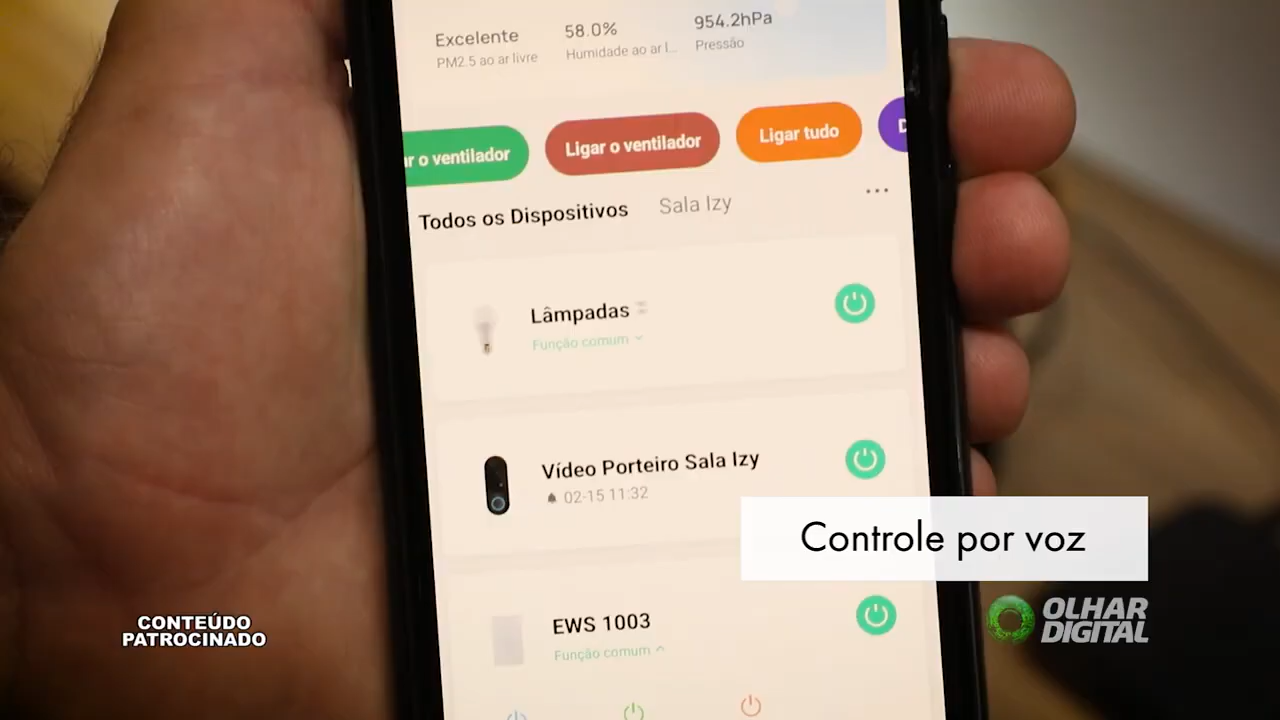 Excelente
58.0%
954.2hPa
PM2.5 ao ar livre
Humidade ao ar l...
Pressão
r o ventilador
Ligar o ventilador
Ligar tudo
D
Todos os Dispositivos
Sala Izy
Lâmpadas
Função comum
Vídeo Porteiro Sala Izy
02-15 11:32
Controle por voz
EWS 1003
Função comum
CONTEÚDO
PATROCINADO
OLHAR
DIGITAL